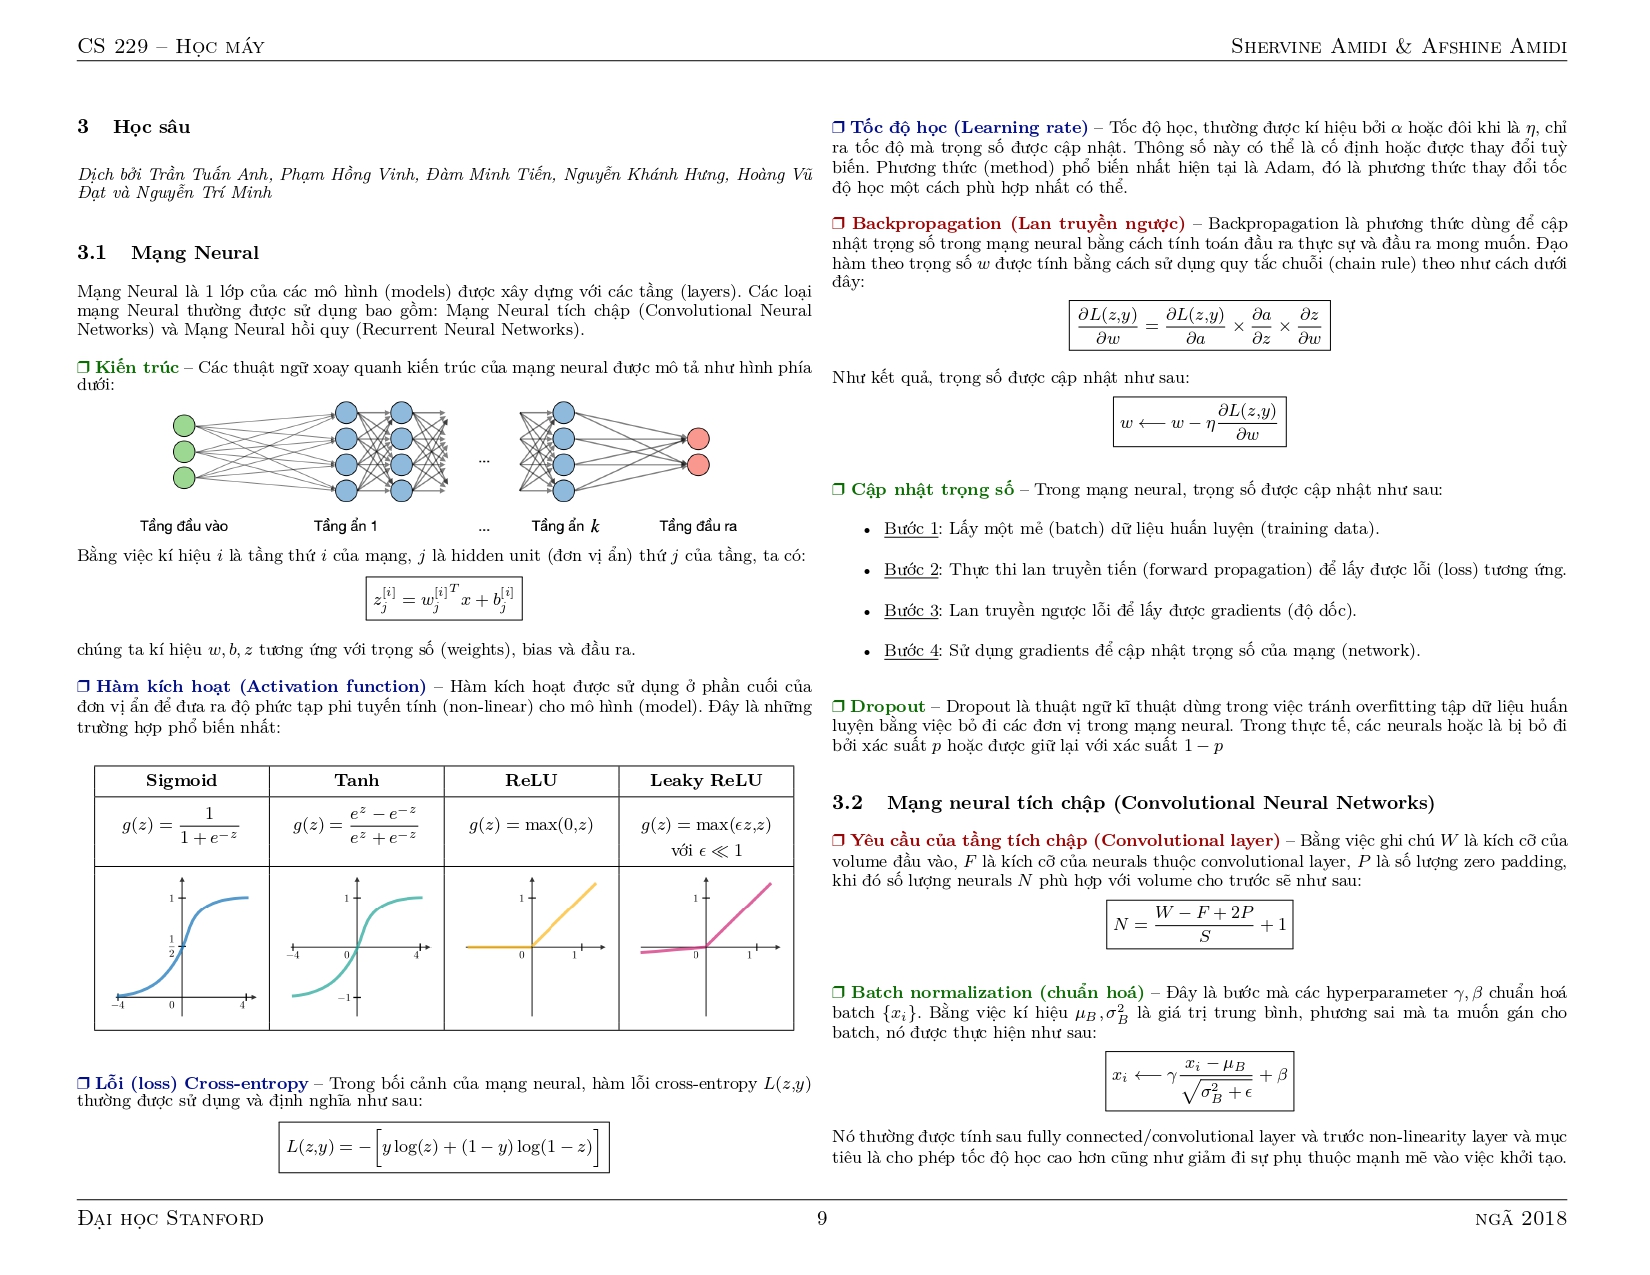 CS 229 – Học máy
Shervine Amidi & Afshine Amidi
3 Học sâu
Dịch bởi Trần Tuấn Anh, Phạm Hồng Vinh, Đàm Minh Tiến, Nguyễn Khánh Hưng, Hoàng Vũ
Đạt và Nguyễn Trí Minh
3.1 Mạng Neural
Mạng Neural là 1 lớp của các mô hình (models) được xây dựng với các tầng (layers). Các loại
mạng Neural thường được sử dụng bao gồm: Mạng Neural tích chập (Convolutional Neural
Networks) và Mạng Neural hồi quy (Recurrent Neural Networks).
❒ Kiến trúc – Các thuật ngữ xoay quanh kiến trúc của mạng neural được mô tả như hình phía
dưới:
...
Tầng đầu vào Tầng ẩn 1 ... Tầng ẩn k Tầng đầu ra
Bằng việc kí hiệu i là tầng thứ i của mạng, j là hidden unit (đơn vị ẩn) thứ j của tầng, ta có:
z_j^{[i]} = w_j^{[i]^T} x + b_j^{[i]}
chúng ta kí hiệu w, b, z tương ứng với trọng số (weights), bias và đầu ra.
❒ Hàm kích hoạt (Activation function) – Hàm kích hoạt được sử dụng ở phần cuối của
đơn vị ẩn để đưa ra độ phức tạp phi tuyến tính (non-linear) cho mô hình (model). Đây là những
trường hợp phổ biến nhất:
Sigmoid Tanh ReLU Leaky ReLU
g(z) = \frac{1}{1 + e^{-z}} g(z) = \frac{e^z − e^{-z}}{e^z + e^{-z}} g(z) = max(0,z) g(z) = max(ϵz,z)
với ϵ ≪ 1
1 1/2 −4 0 4
1 −4 0 4 −1
1 0 1
1 0 1
❒ Lỗi (loss) Cross-entropy – Trong bối cảnh của mạng neural, hàm lỗi cross-entropy L(z,y)
thường được sử dụng và định nghĩa như sau:
L(z,y) = −[y log(z) + (1 − y) log(1 − z)]
❒ Tốc độ học (Learning rate) – Tốc độ học, thường được kí hiệu bởi α hoặc đôi khi là η, chỉ
ra tốc độ mà trọng số được cập nhật. Thông số này có thể là cố định hoặc được thay đổi tuỳ
biến. Phương thức (method) phổ biến nhất hiện tại là Adam, đó là phương thức thay đổi tốc
độ học một cách phù hợp nhất có thể.
❒ Backpropagation (Lan truyền ngược) – Backpropagation là phương thức dùng để cập
nhật trọng số trong mạng neural bằng cách tính toán đầu ra thực sự và đầu ra mong muốn. Đạo
hàm theo trọng số w được tính bằng cách sử dụng quy tắc chuỗi (chain rule) theo như cách dưới
đây:
\frac{∂L(z,y)}{∂w} = \frac{∂L(z,y)}{∂a} × \frac{∂a}{∂z} × \frac{∂z}{∂w}
Như kết quả, trọng số được cập nhật như sau:
w ⟵ w − η\frac{∂L(z,y)}{∂w}
❒ Cập nhật trọng số – Trong mạng neural, trọng số được cập nhật như sau:
• Bước 1: Lấy một mẻ (batch) dữ liệu huấn luyện (training data).
• Bước 2: Thực thi lan truyền tiến (forward propagation) để lấy được lỗi (loss) tương ứng.
• Bước 3: Lan truyền ngược lỗi để lấy được gradients (độ dốc).
• Bước 4: Sử dụng gradients để cập nhật trọng số của mạng (network).
❒ Dropout – Dropout là thuật ngữ kĩ thuật dùng trong việc tránh overfitting tập dữ liệu huấn
luyện bằng việc bỏ đi các đơn vị trong mạng neural. Trong thực tế, các neurals hoặc là bị bỏ đi
bởi xác suất p hoặc được giữ lại với xác suất 1 − p
3.2 Mạng neural tích chập (Convolutional Neural Networks)
❒ Yêu cầu của tầng tích chập (Convolutional layer) – Bằng việc ghi chú W là kích cỡ của
volume đầu vào, F là kích cỡ của neurals thuộc convolutional layer, P là số lượng zero padding,
khi đó số lượng neurals N phù hợp với volume cho trước sẽ như sau:
N = \frac{W − F + 2P}{S} + 1
❒ Batch normalization (chuẩn hoá) – Đây là bước mà các hyperparameter γ, β chuẩn hoá
batch {x_i}. Bằng việc kí hiệu μ_B, σ_B^2 là giá trị trung bình, phương sai mà ta muốn gán cho
batch, nó được thực hiện như sau:
x_i ⟵ γ\frac{x_i − μ_B}{\sqrt{σ_B^2 + ϵ}} + β
Nó thường được tính sau fully connected/convolutional layer và trước non-linearity layer và mục
tiêu là cho phép tốc độ học cao hơn cũng như giảm đi sự phụ thuộc mạnh mẽ vào việc khởi tạo.
Đại học Stanford
9
ngã 2018